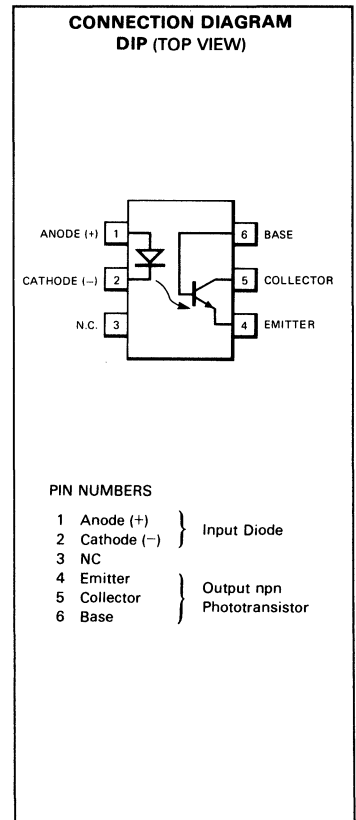 CONNECTION DIAGRAM
DIP (TOP VIEW)
ANODE (+) 1
6 BASE
CATHODE (−) 2
5 COLLECTOR
N.C. 3
4 EMITTER
PIN NUMBERS
1 Anode (+)
2 Cathode (−)
Input Diode
3 NC
4 Emitter
5 Collector
6 Base
Output npn
Phototransistor